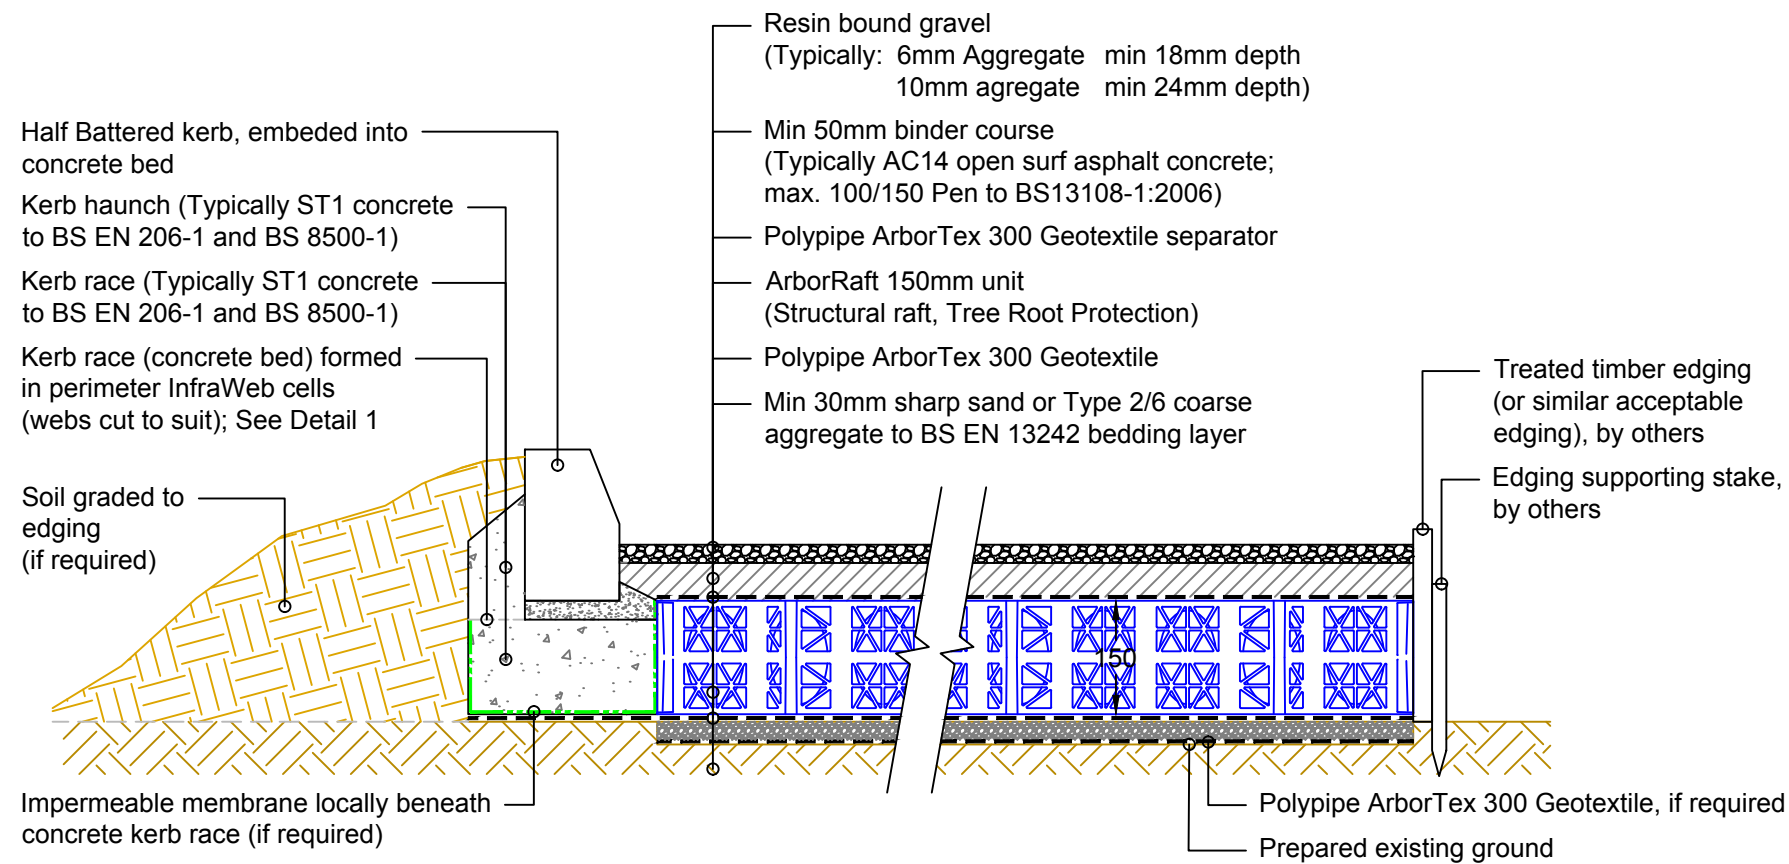 Resin bound gravel
(Typically: 6mm Aggregate min 18mm depth
10mm agregate min 24mm depth)
Min 50mm binder course
(Typically AC14 open surf asphalt concrete;
max. 100/150 Pen to BS13108-1:2006)
Polypipe ArborTex 300 Geotextile separator
ArborRaft 150mm unit
(Structural raft, Tree Root Protection)
Polypipe ArborTex 300 Geotextile
Min 30mm sharp sand or Type 2/6 coarse
aggregate to BS EN 13242 bedding layer
Half Battered kerb, embeded into
concrete bed
Kerb haunch (Typically ST1 concrete
to BS EN 206-1 and BS 8500-1)
Kerb race (Typically ST1 concrete
to BS EN 206-1 and BS 8500-1)
Kerb race (concrete bed) formed
in perimeter InfraWeb cells
(webs cut to suit); See Detail 1
Soil graded to
edging
(if required)
Treated timber edging
(or similar acceptable
edging), by others
Edging supporting stake,
by others
150
Impermeable membrane locally beneath
concrete kerb race (if required)
Polypipe ArborTex 300 Geotextile, if required
Prepared existing ground